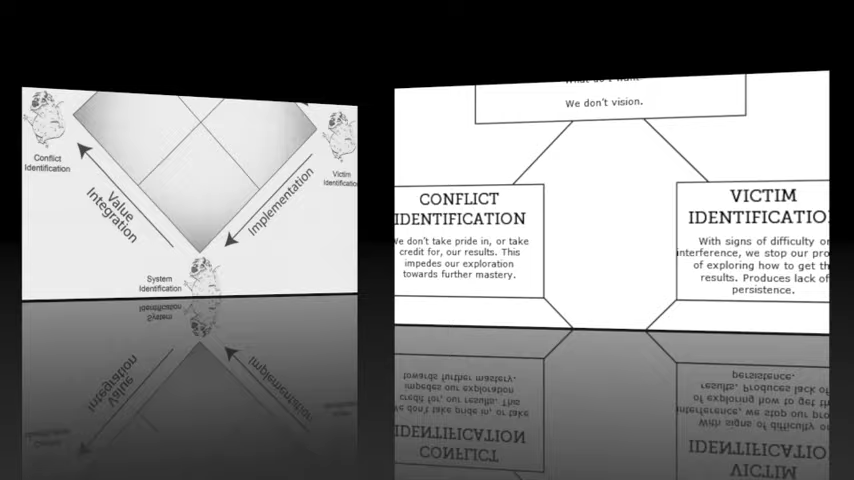 Conflict
Identification
Victim
Identificatio
Value
Integration
Implementation
System
Identification
We don't vision.
CONFLICT
IDENTIFICATION
We don't take pride in, or take
credit for, our results. This
impedes our exploration
towards further mastery.
VICTIM
IDENTIFICATIO
With signs of difficulty or
interference, we stop our pro
of exploring how to get th
results. Produces lack of
persistence.